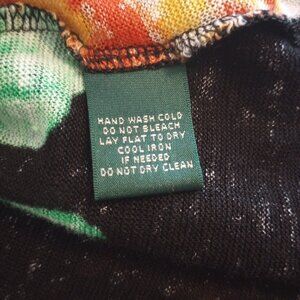 HAND WASH COLD
DO NOT BLEACH
LAY FLAT TO DRY
COOL IRON
IF NEEDED
DO NOT DRY CLEAN